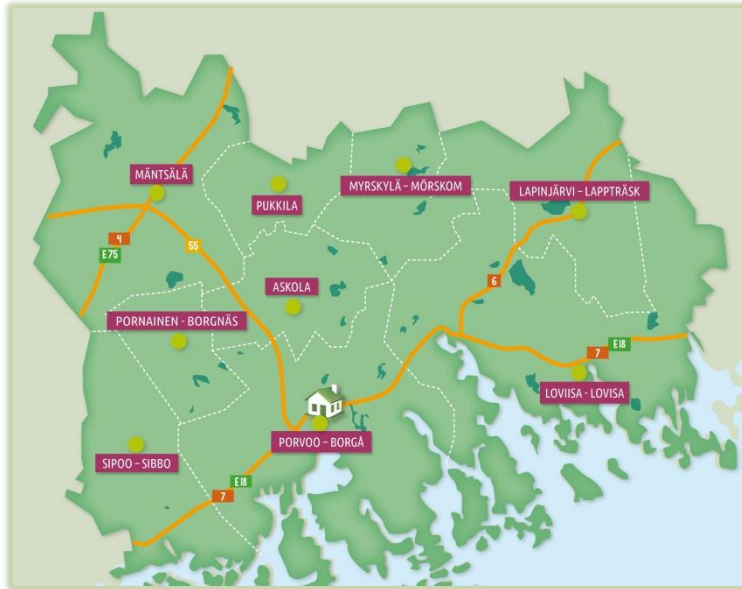 MÄNTSÄLÄ
PUKKILA
MYRSKYLÄ – MÖRSKOM
LAPINJÄRVI – LAPPTRÄSK
4
E75
55
ASKOLA
6
PORNAINEN - BORGNÄS
7
E18
LOVIISA - LOVISA
PORVOO – BORGÅ
SIPOO – SIBBO
E18
7